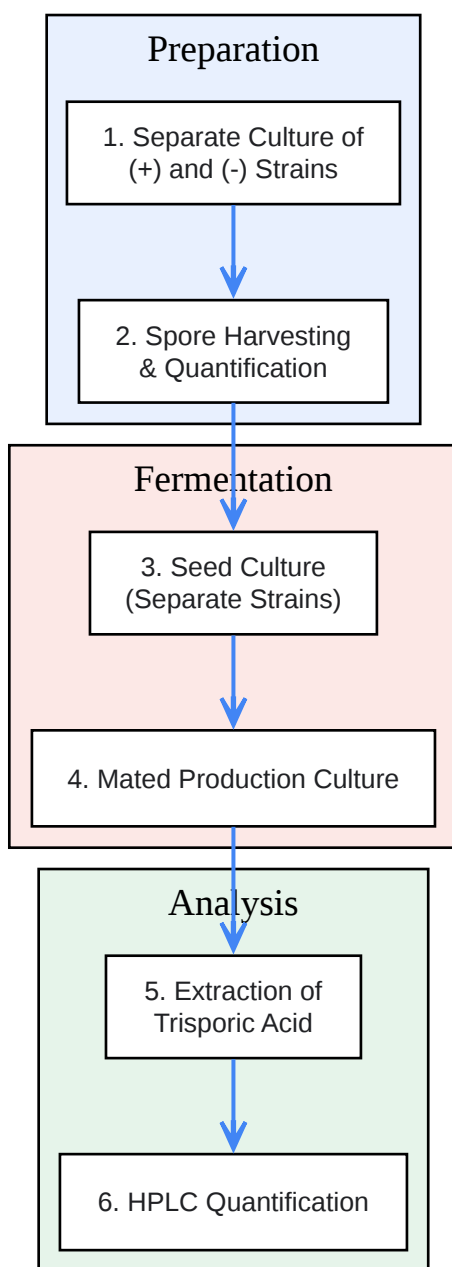 Preparation
1. Separate Culture of
(+) and (-) Strains
2. Spore Harvesting
& Quantification
Fermentation
3. Seed Culture
(Separate Strains)
4. Mated Production Culture
Analysis
5. Extraction of
Trisporic Acid
6. HPLC Quantification